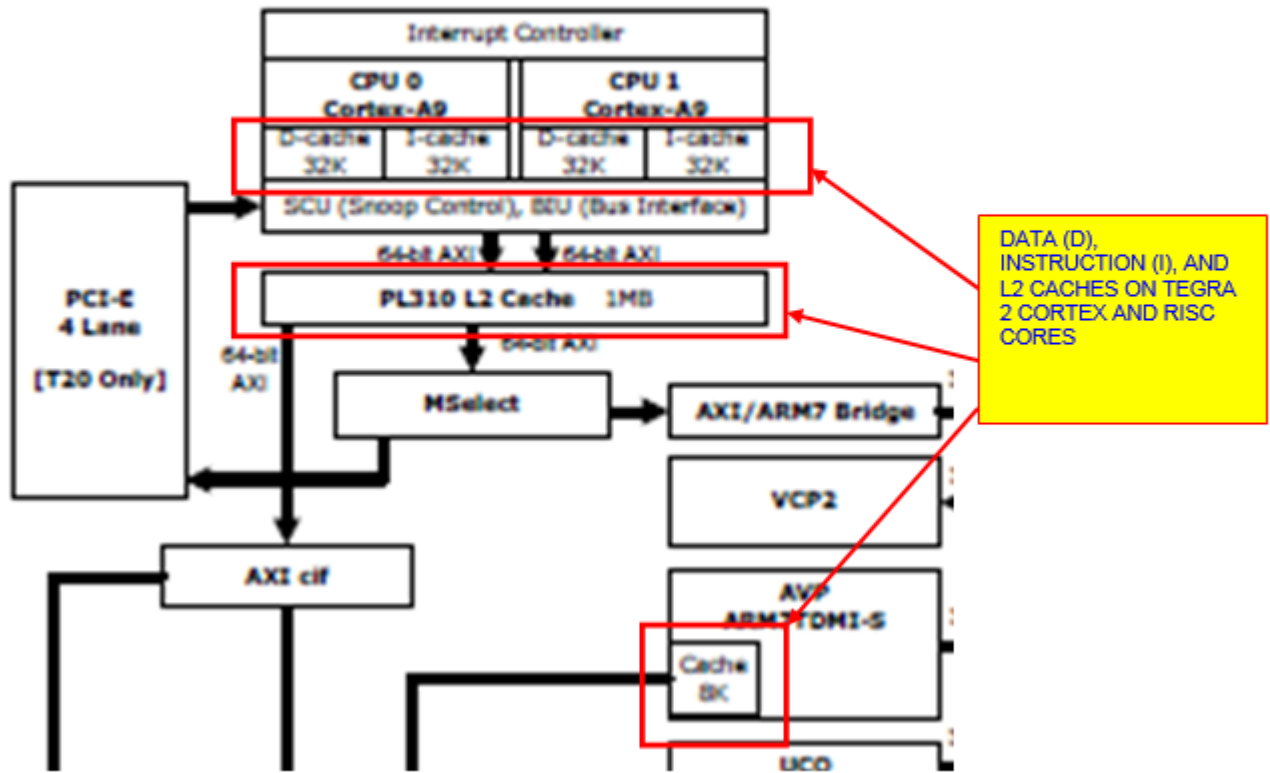 Interrupt Controller
CPU 0
Cortex-A9
CPU 1
Cortex-A9
D-cache
32K
I-cache
32K
D-cache
32K
I-cache
32K
SCU (Snoop Control), BIU (Bus Interface)
64-bit AXI
64-bit AXI
PL310 L2 Cache 1MB
PCI-E
4 Lane
[T20 Only]
64-bit
AXI
64-bit AXI
MSelect
AXI/ARM7 Bridge
VCP2
AXI cif
AVP
ARM7TDMI-S
Cache
8K
DATA (D),
INSTRUCTION (I), AND
L2 CACHES ON TEGRA
2 CORTEX AND RISC
CORES